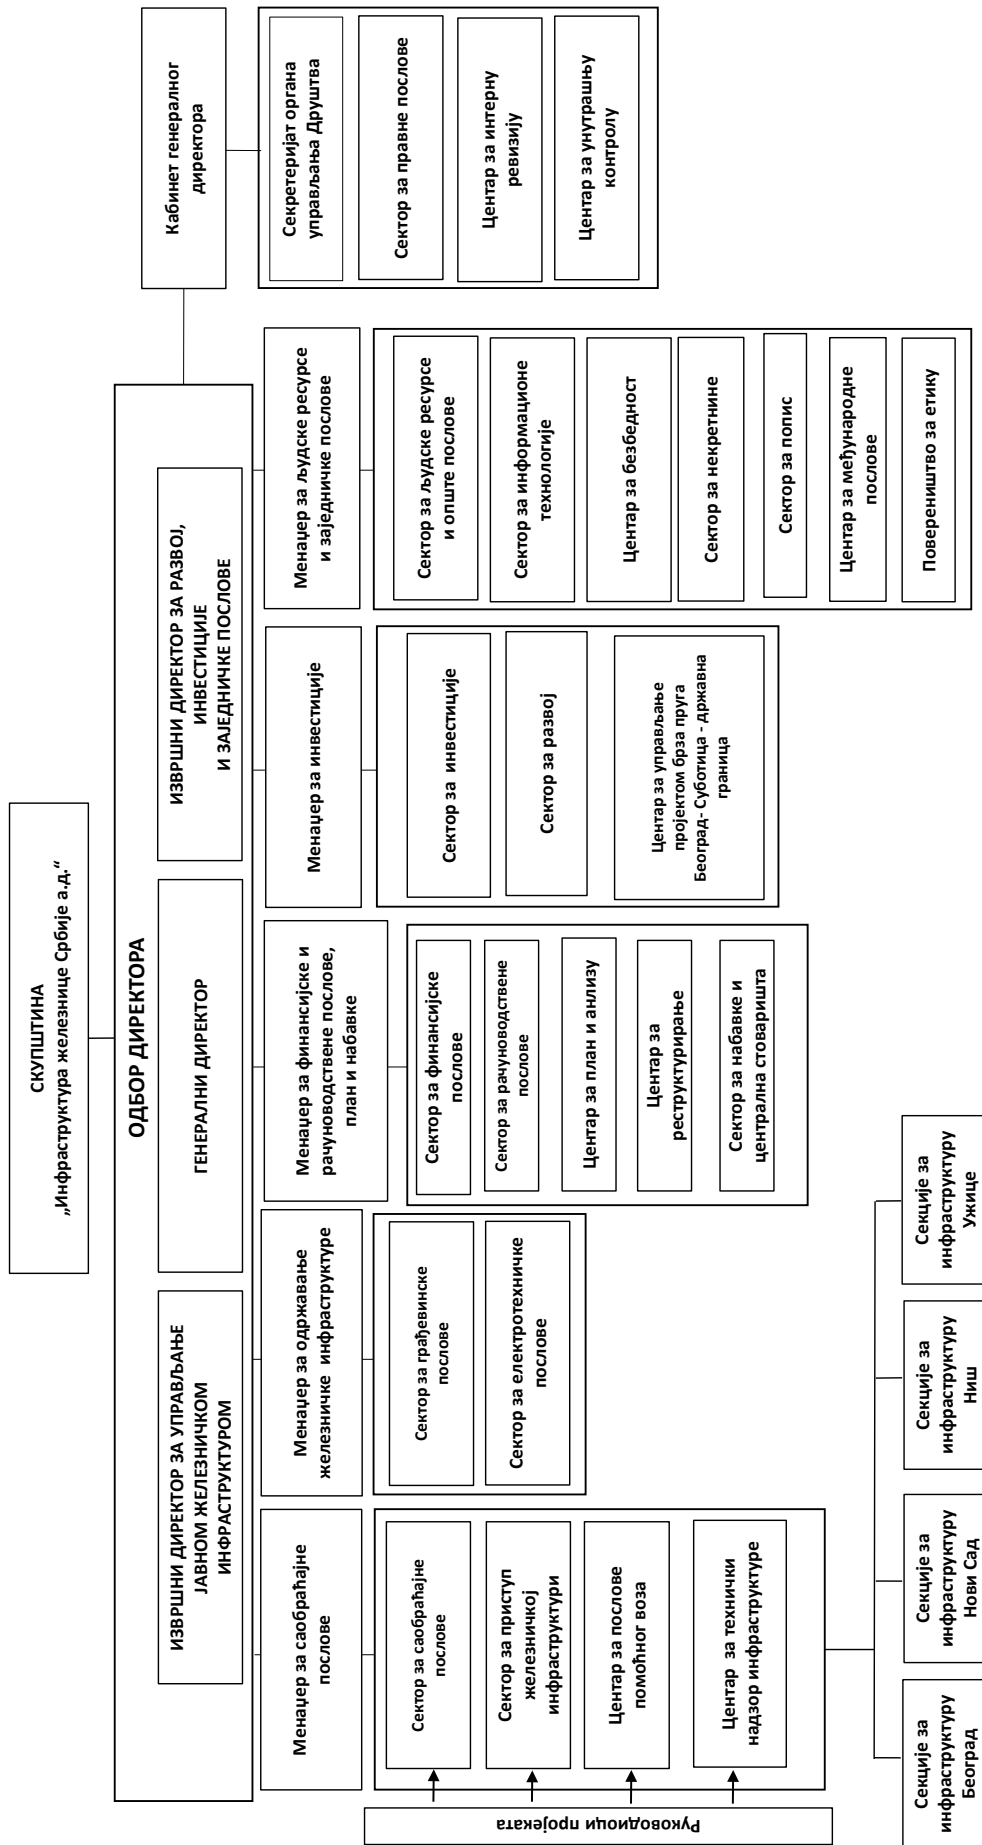 СКУПШТИНА
„Инфраструктура железнице Србије а.д.“
ОДБОР ДИРЕКТОРА
ИЗВРШНИ ДИРЕКТОР ЗА УПРАВЉАЊЕ
ЈАВНОМ ЖЕЛЕЗНИЧКОМ
ИНФРАСТРУКТУРОМ
ГЕНЕРАЛНИ ДИРЕКТОР
ИЗВРШНИ ДИРЕКТОР ЗА РАЗВОЈ,
ИНВЕСТИЦИЈЕ
И ЗАЈЕДНИЧКЕ ПОСЛОВЕ
Кабинет генералног
директора
Секретеријат органа
управљања Друштва
Сектор за правне послове
Центар за интерну
ревизију
Центар за унутрашњу
контролу
Менаџер за саобраћајне
послове
Сектор за саобраћајне
послове
Сектор за приступ
железничкој
инфраструктури
Центар за послове
помоћног воза
Центар за технички
надзор инфраструктуре
Руководиоци пројеката
Менаџер за одржавање
железничке инфраструктуре
Сектор за грађевинске
послове
Сектор за електротехничке
послове
Менаџер за финансијске и
рачуноводствене послове,
план и набавке
Сектор за финансијске
послове
Сектор за рачуноводствене
послове
Центар за план и анлизу
Центар за
реструктурирање
Сектор за набавке и
централна стоваришта
Менаџер за инвестиције
Сектор за инвестиције
Сектор за развој
Центар за управљање
пројектом брза пруга
Београд- Суботица - државна
граница
Менаџер за људске ресурсе
и заједничке послове
Сектор за људске ресурсе
и опште послове
Сектор за информационе
технологије
Центар за безбедност
Сектор за некретнине
Сектор за попис
Центар за међународне
послове
Повереништво за етику
Секције за
инфраструктуру
Београд
Секције за
инфраструктуру
Нови Сад
Секције за
инфраструктуру
Ниш
Секције за
инфраструктуру
Ужице